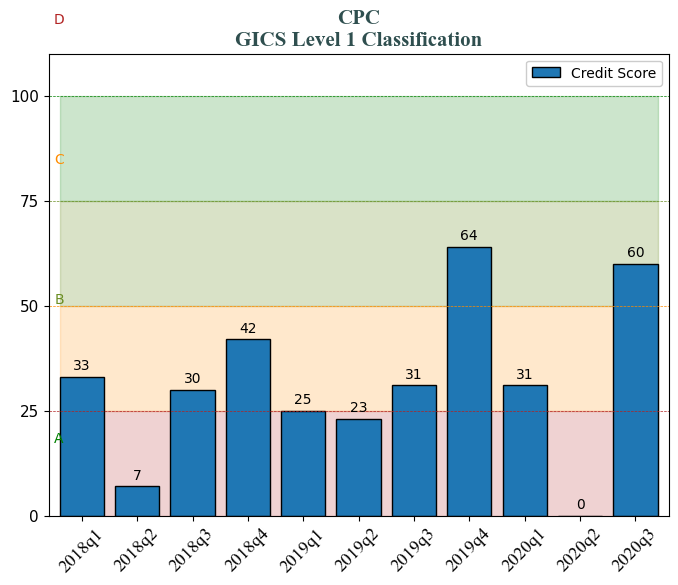 D
CPC
GICS Level 1 Classification
Credit Score
100
C
75
64
60
B
50
42
33
31
31
30
25
25
23
A
7
0
0
2018q1
2018q2
2018q3
2018q4
2019q1
2019q2
2019q3
2019q4
2020q1
2020q2
2020q3